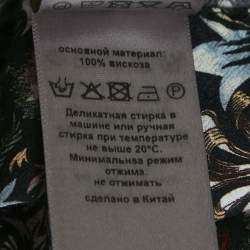 основной материал:
100% вискоза
P
Деликатная стирка в
машине или ручная
стирка при температуре
не выше 20°C.
Минимальная режим
отжима.
не отжимать
сделано в Китай